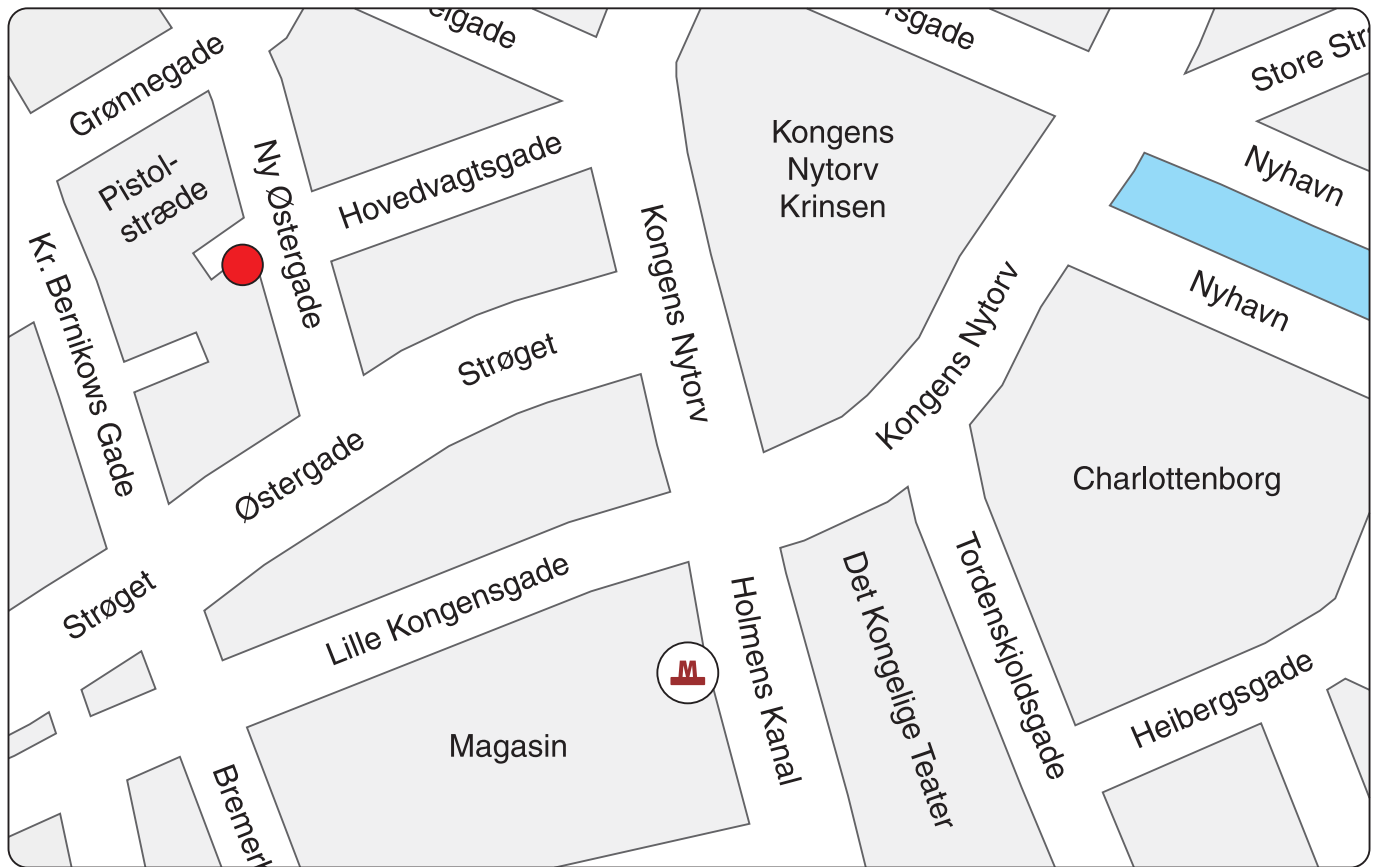 Grønnegade
Pistol-
stræde
Ny Østergade
Hovedvagtsgade
Kongens
Nytorv
Krinsen
Store
Nyhavn
Nyhavn
Kr. Bernikows Gade
Kongens Nytorv
Kongens Nytorv
Strøget
Østergade
Charlottenborg
Strøget
Lille Kongensgade
Holmens Kanal
Det Kongelige Teater
Tordenskjoldsgade
Heibergsgade
M
Magasin